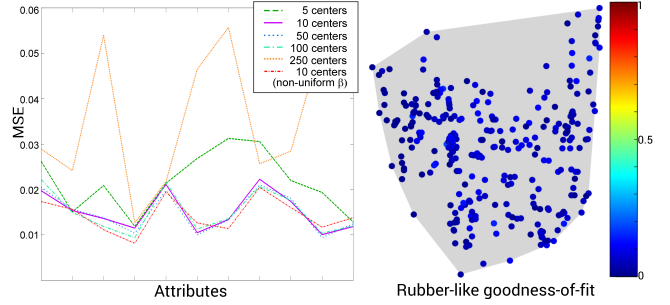 0.06
0.05
0.04
0.03
0.02
0.01
MSE
5 centers
10 centers
50 centers
100 centers
250 centers
10 centers
(non-uniform β)
Attributes
1
0.5
0
Rubber-like goodness-of-fit